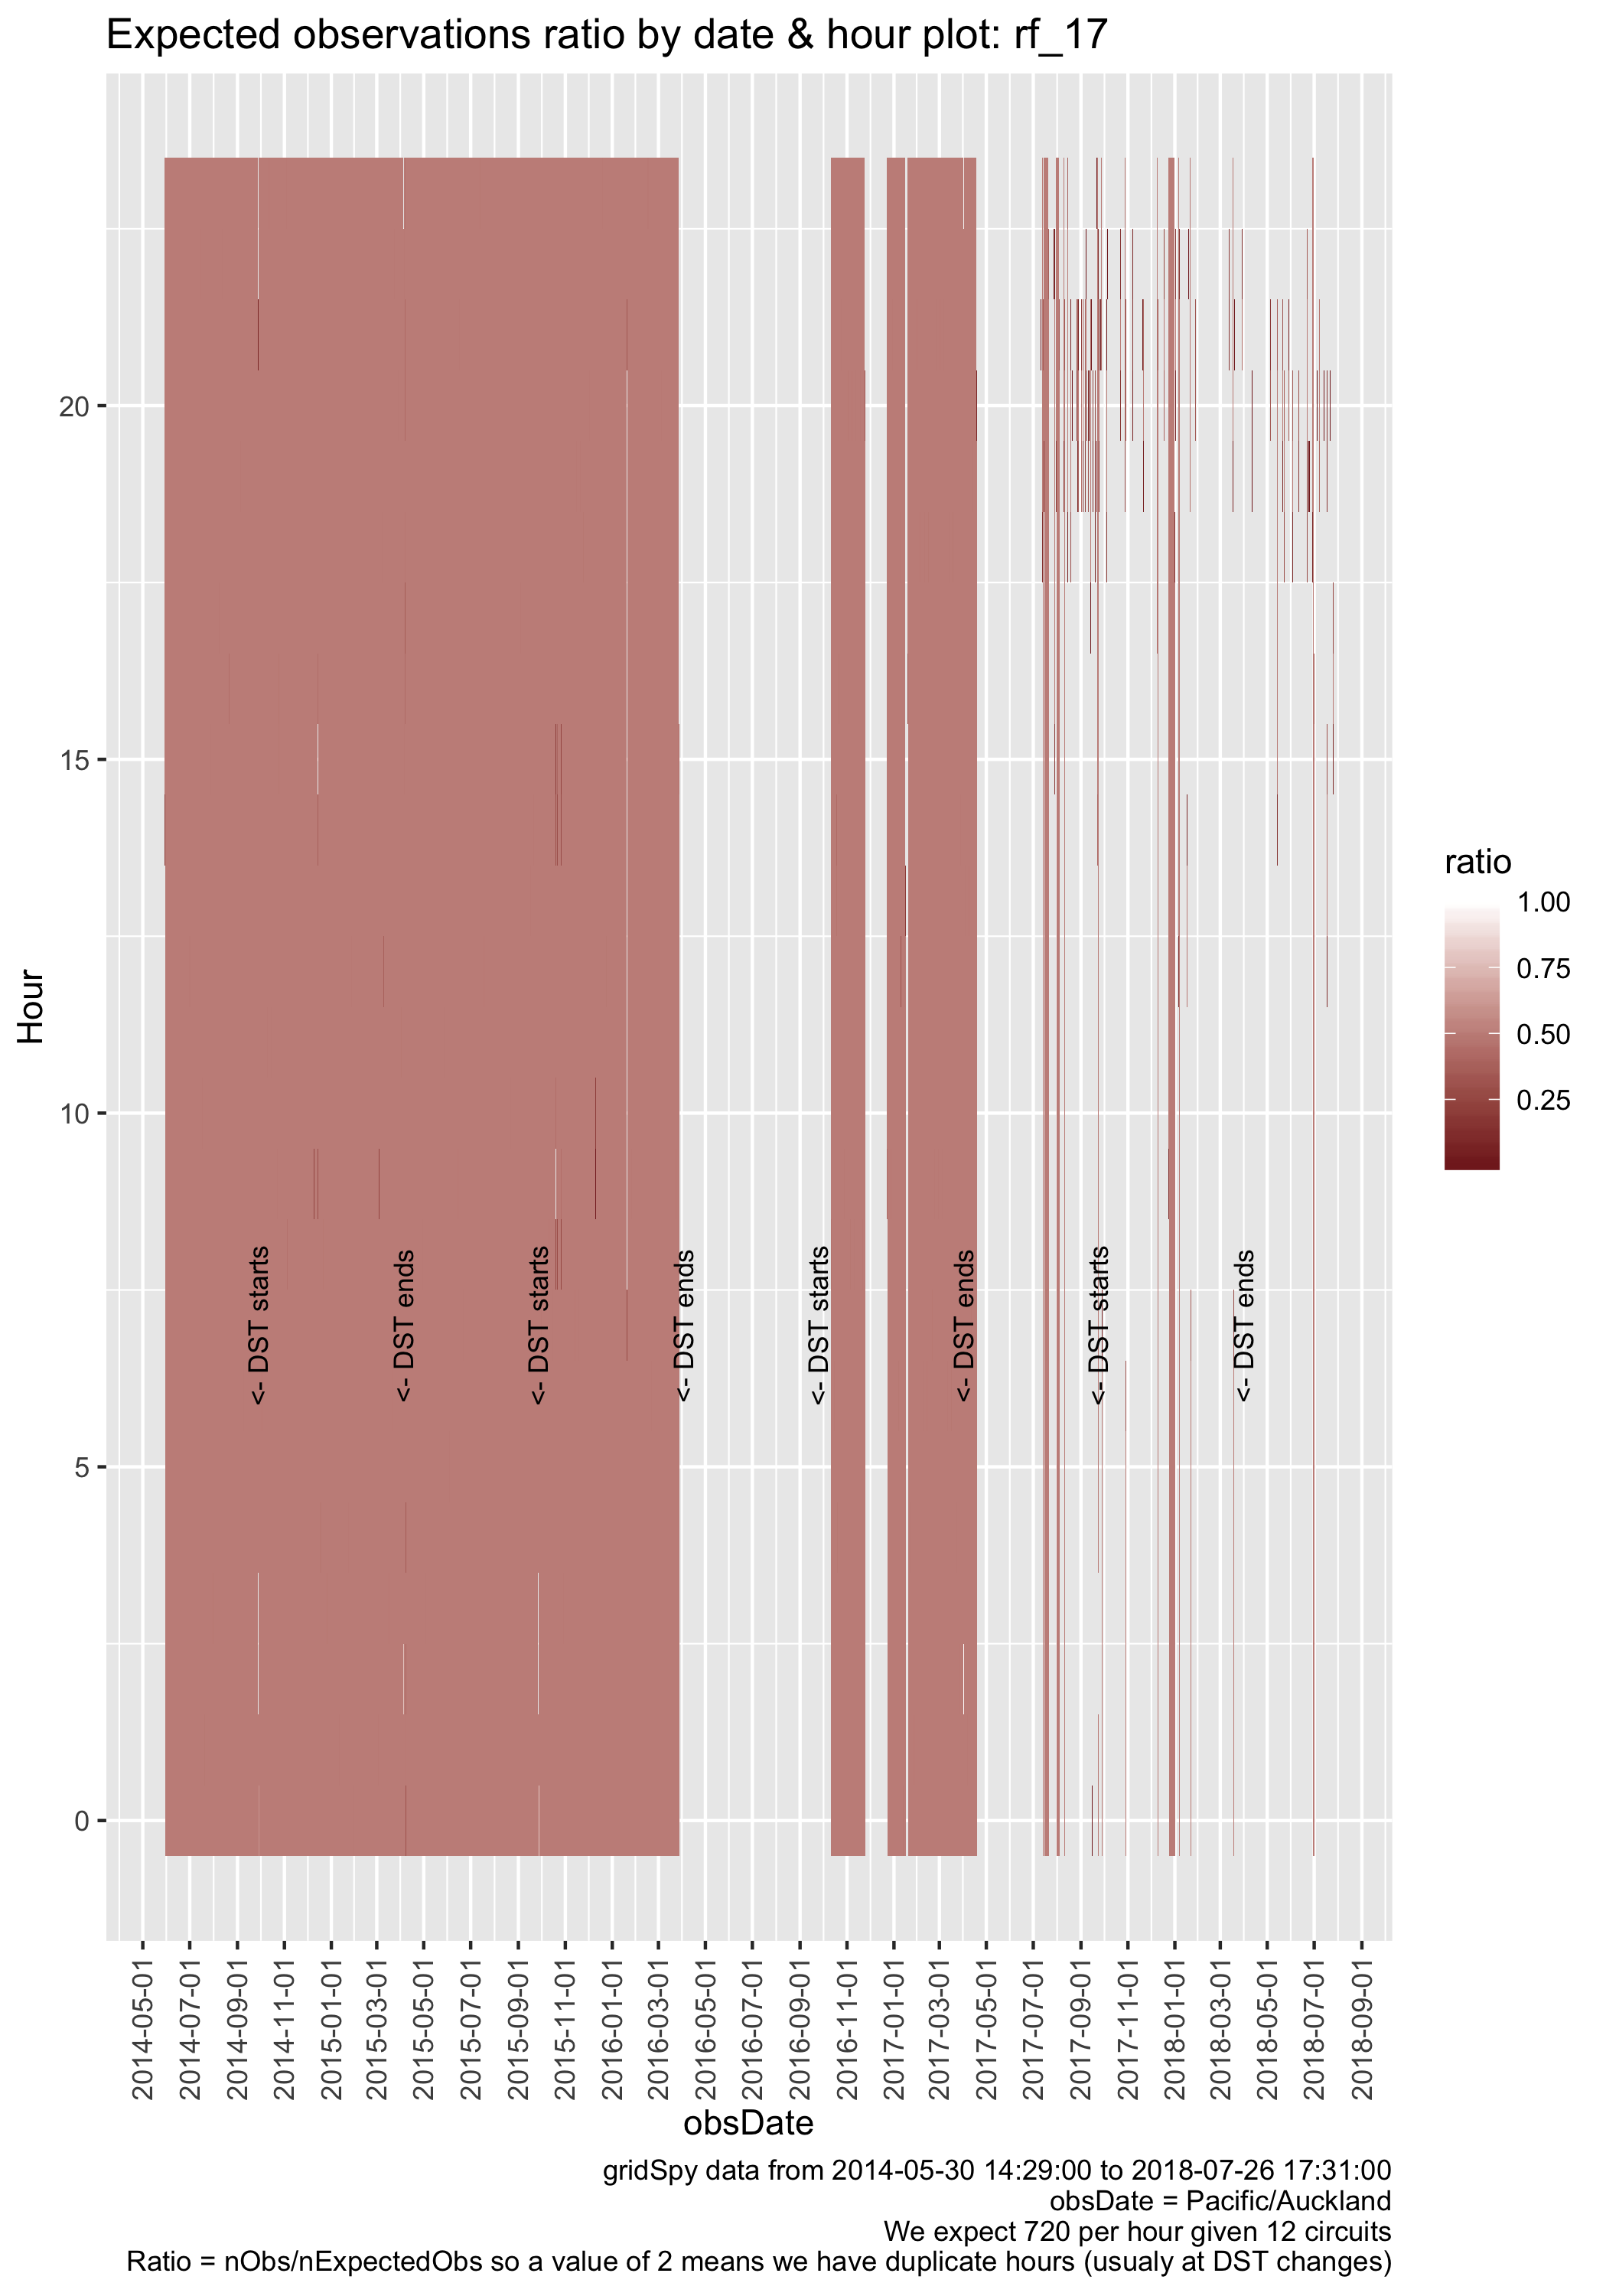 Expected observations ratio by date & hour plot: rf_17
20
15
10
5
0
Hour
<- DST starts
<- DST ends
<- DST starts
<- DST ends
<- DST starts
<- DST ends
<- DST starts
<- DST ends
ratio
1.00
0.75
0.50
0.25
2014-05-01
2014-07-01
2014-09-01
2014-11-01
2015-01-01
2015-03-01
2015-05-01
2015-07-01
2015-09-01
2015-11-01
2016-01-01
2016-03-01
2016-05-01
2016-07-01
2016-09-01
2016-11-01
2017-01-01
2017-03-01
2017-05-01
2017-07-01
2017-09-01
2017-11-01
2018-01-01
2018-03-01
2018-05-01
2018-07-01
2018-09-01
obsDate
gridSpy data from 2014-05-30 14:29:00 to 2018-07-26 17:31:00
obsDate = Pacific/Auckland
We expect 720 per hour given 12 circuits
Ratio = nObs/nExpectedObs so a value of 2 means we have duplicate hours (usualy at DST changes)